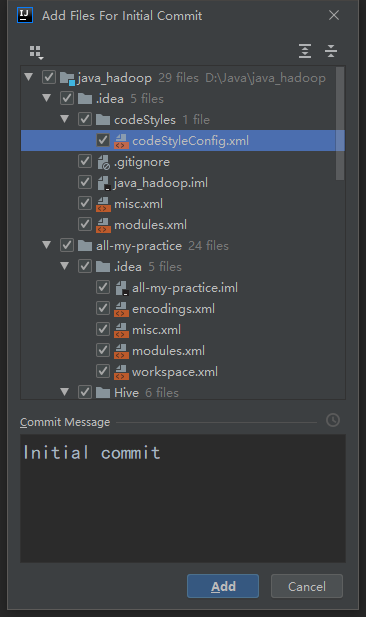 Add Files For Initial Commit
java_hadoop 29 files D:\Java\java_hadoop
.idea 5 files
codeStyles 1 file
codeStyleConfig.xml
.gitignore
java_hadoop.iml
misc.xml
modules.xml
all-my-practice 24 files
.idea 5 files
all-my-practice.iml
encodings.xml
misc.xml
modules.xml
workspace.xml
Hive 6 files
Commit Message
Initial commit
Add
Cancel